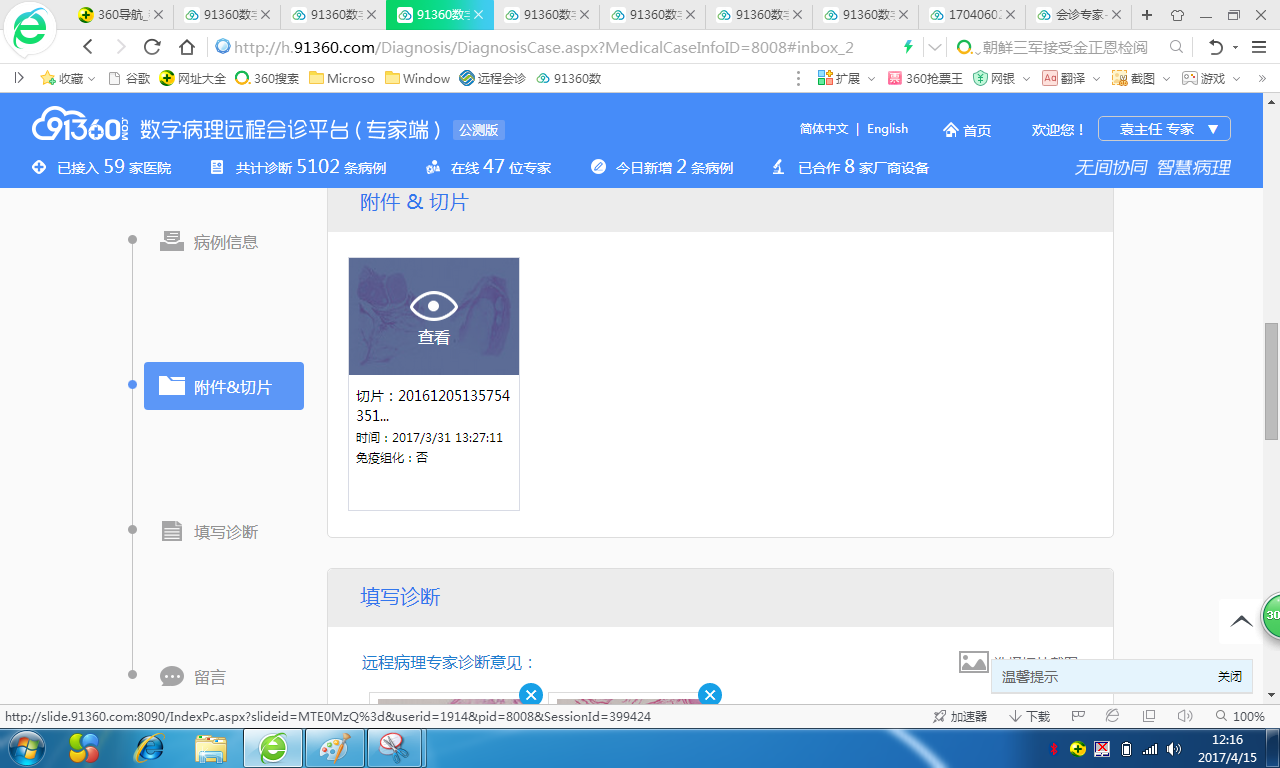 360导航_
91360数字
91360数字
91360数字
91360数字
91360数字
91360数字
91360数字
1704060
会诊专家
http://h.91360.com/Diagnosis/DiagnosisCase.aspx?MedicalCaseInfoId=8008#inbox_2
朝鲜三军接受金正恩检阅
收藏
谷歌
网址大全
360搜索
Microso
Window
远程会诊
91360数
扩展
360抢票王
网银
翻译
截图
游戏
91360.COM
数字病理远程会诊平台(专家端)
公测版
简体中文 | English
首页
欢迎您！
袁主任 专家 ▼
已接入 59 家医院
共计诊断 5102 条病例
在线 47 位专家
今日新增 2 条病例
已合作 8 家厂商设备
无间协同 智慧病理
病例信息
附件&切片
填写诊断
留言
附件 & 切片
查看
切片：20161205135754
351...
时间：2017/3/31 13:27:11
免疫组化：否
填写诊断
远程病理专家诊断意见：
30
温馨提示
关闭
http://slide.91360.com:8090/IndexPc.aspx?slideid=MTE0MzQ%3d&userid=1914&pid=8008&SessionId=399424
加速器
下载
100%
12:16
2017/4/15